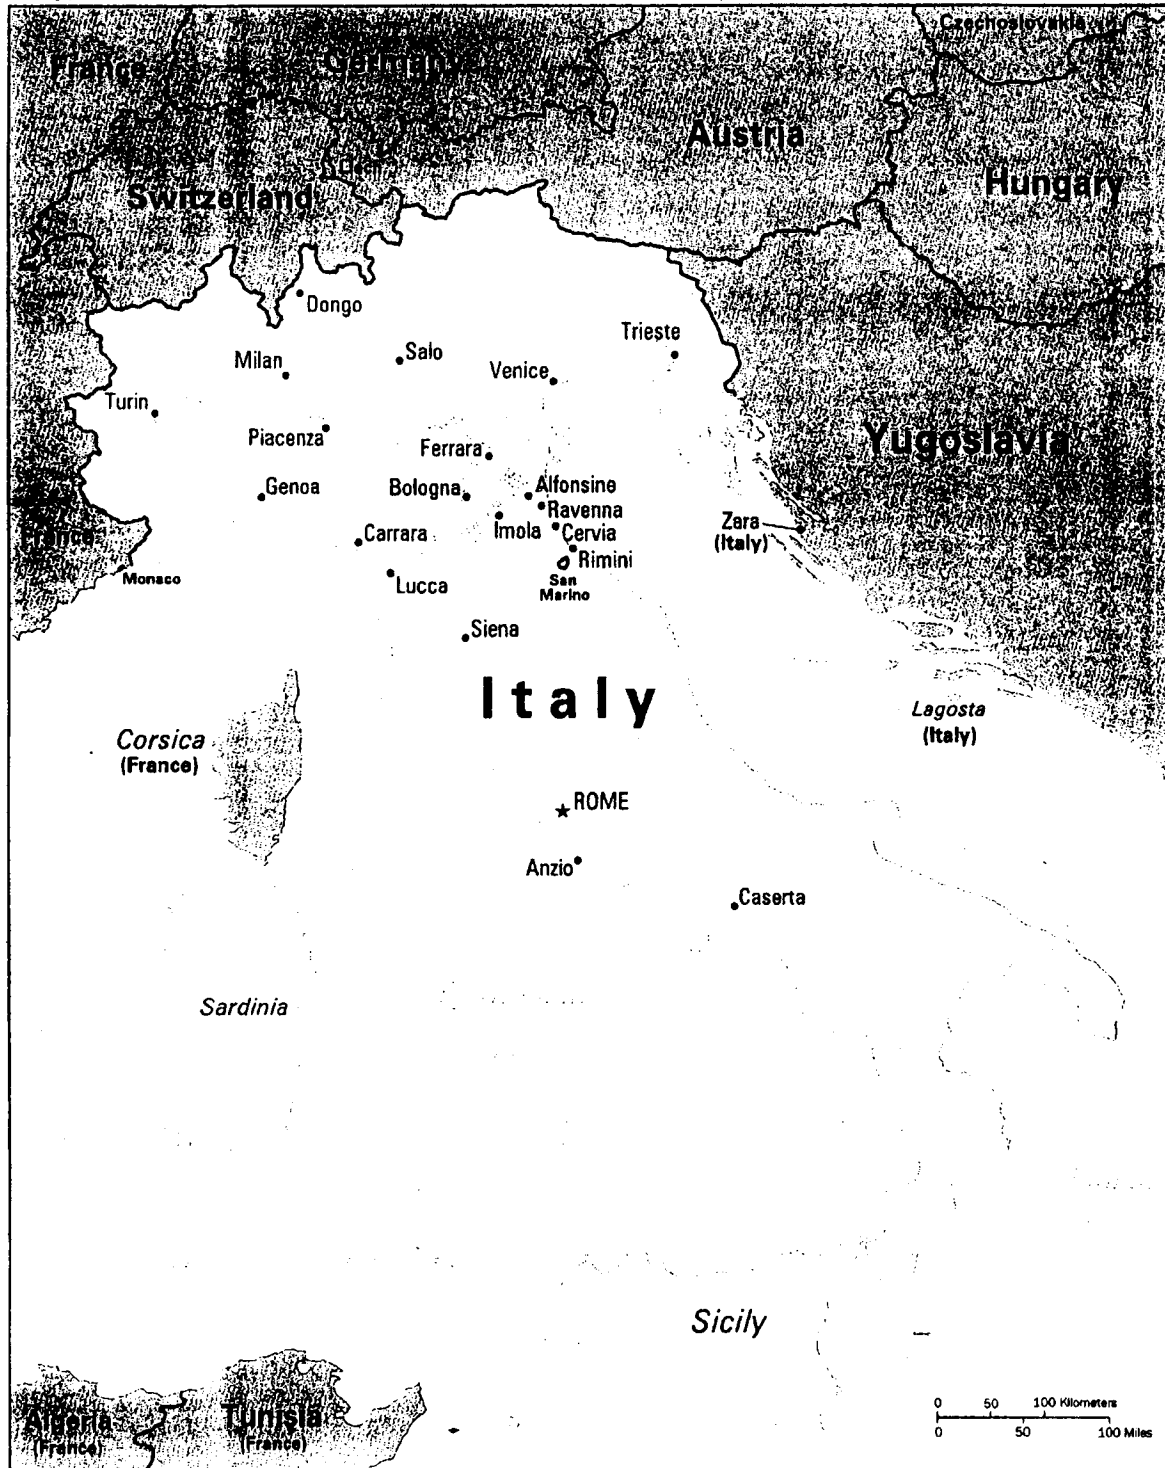 Czechoslovakia
France
Germany
Austria
Switzerland
Hungary
Dongo
Trieste
Milan
Salo
Venice
Turin
Piacenza
Ferrara
Yugoslavia
Genoa
Bologna
Alfonsine
Ravenna
Imola
Cervia
Zara
(Italy)
Carrara
France
Rimini
Monaco
Lucca
San
Marino
Siena
Italy
Lagosta
(Italy)
Corsica
(France)
ROME
Anzio
Caserta
Sardinia
Sicily
0 50 100 Kilometers
0 50 100 Miles
Algeria
(France)
Tunisia
(France)